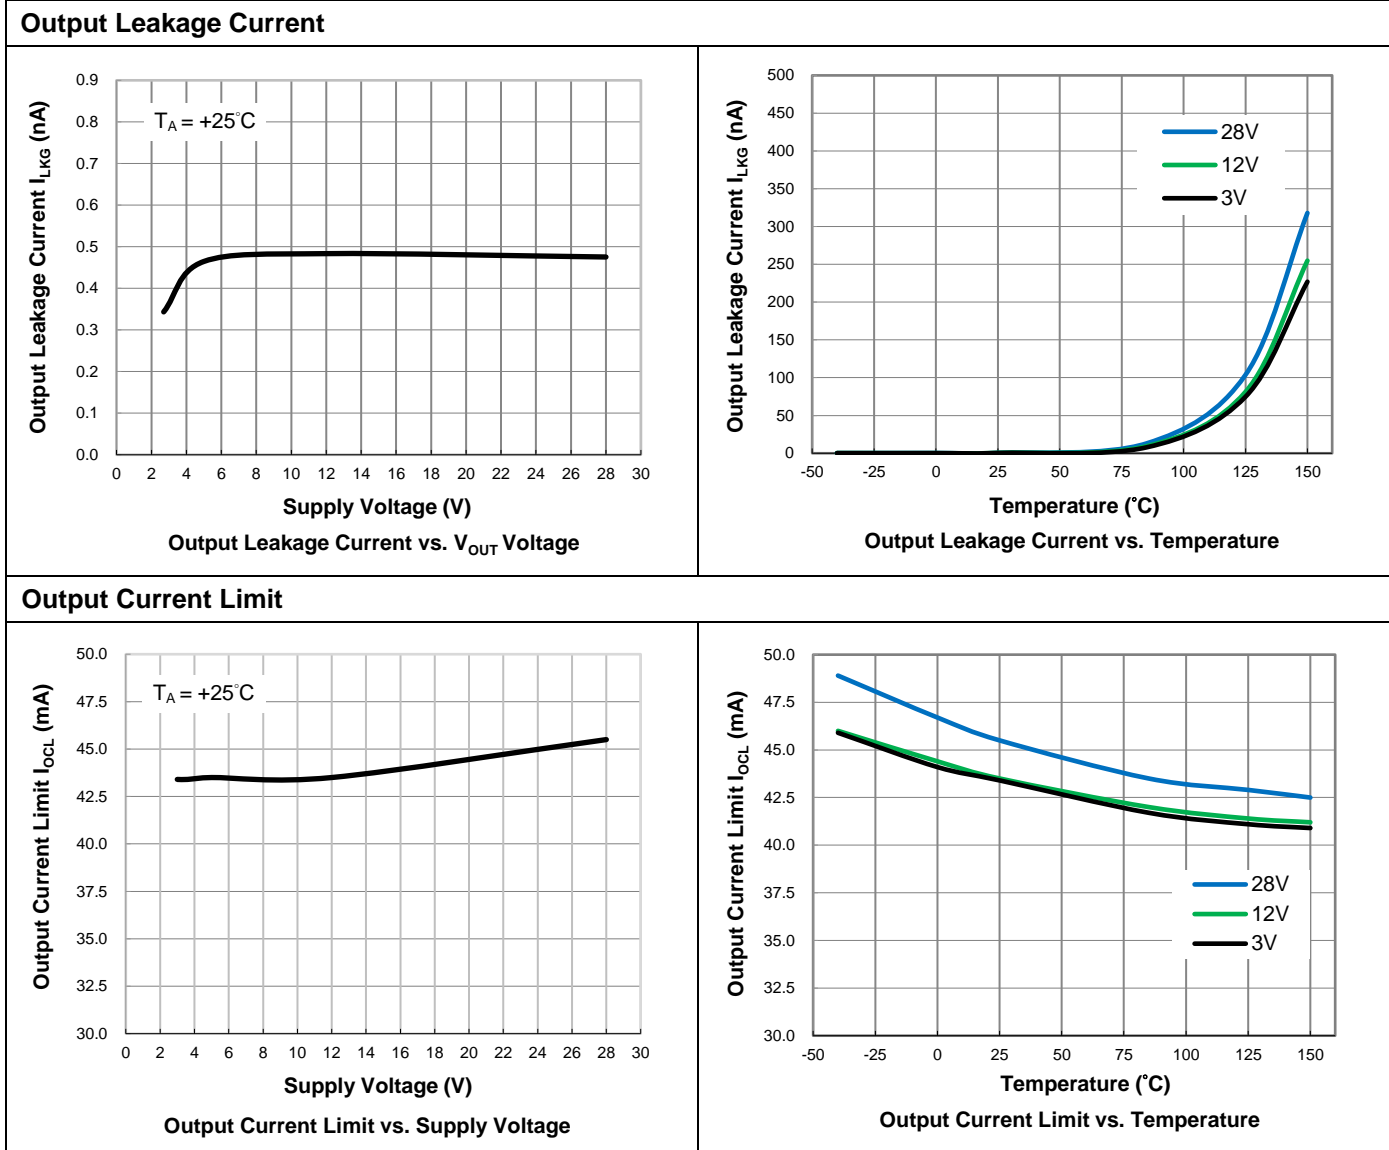 Output Leakage Current
0.9
0.8
0.7
0.6
0.5
0.4
0.3
0.2
0.1
0.0
Output Leakage Current ILKG (nA)
TA = +25°C
0 2 4 6 8 10 12 14 16 18 20 22 24 26 28 30
Supply Voltage (V)
Output Leakage Current vs. VOUT Voltage
500
450
400
350
300
250
200
150
100
50
0
Output Leakage Current ILKG (nA)
28V
12V
3V
-50 -25 0 25 50 75 100 125 150
Temperature (°C)
Output Leakage Current vs. Temperature
Output Current Limit
50.0
47.5
45.0
42.5
40.0
37.5
35.0
32.5
30.0
Output Current Limit IOCL (mA)
TA = +25°C
0 2 4 6 8 10 12 14 16 18 20 22 24 26 28 30
Supply Voltage (V)
Output Current Limit vs. Supply Voltage
50.0
47.5
45.0
42.5
40.0
37.5
35.0
32.5
30.0
Output Current Limit IOCL (mA)
28V
12V
3V
-50 -25 0 25 50 75 100 125 150
Temperature (°C)
Output Current Limit vs. Temperature